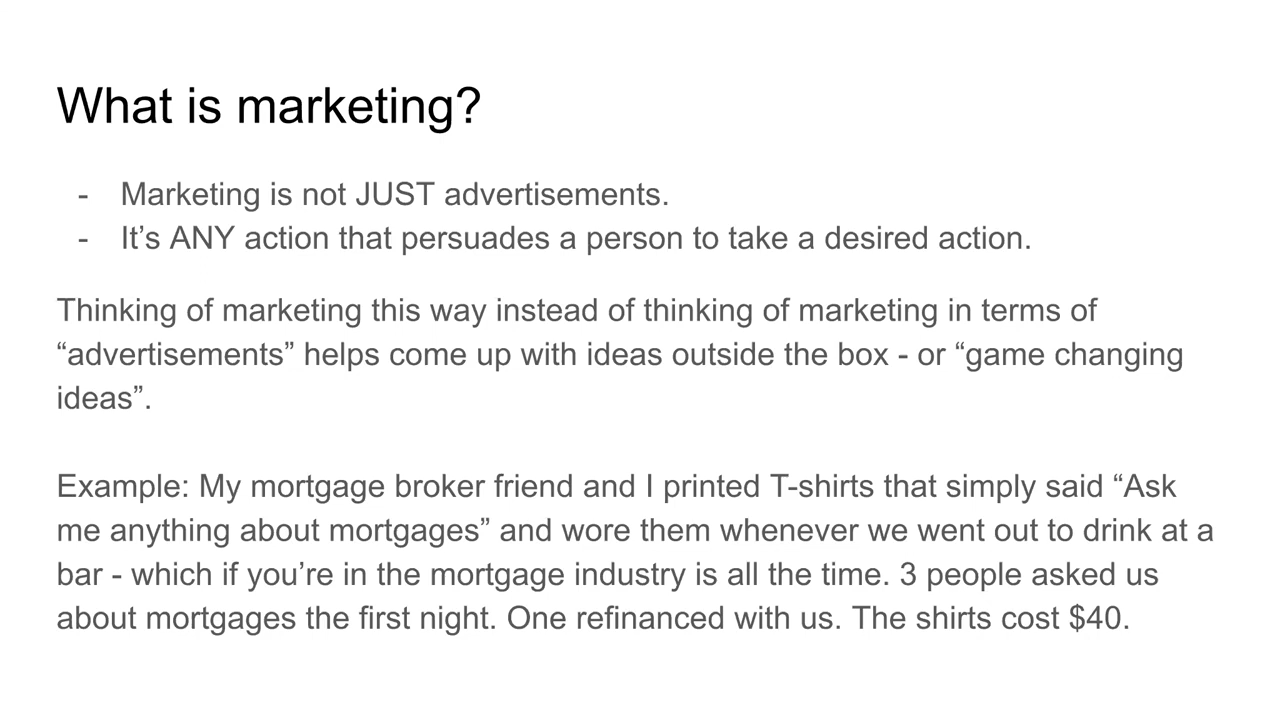 What is marketing?
- Marketing is not JUST advertisements.
- It’s ANY action that persuades a person to take a desired action.
Thinking of marketing this way instead of thinking of marketing in terms of
“advertisements” helps come up with ideas outside the box - or “game changing
ideas”.
Example: My mortgage broker friend and I printed T-shirts that simply said “Ask
me anything about mortgages” and wore them whenever we went out to drink at a
bar - which if you’re in the mortgage industry is all the time. 3 people asked us
about mortgages the first night. One refinanced with us. The shirts cost $40.